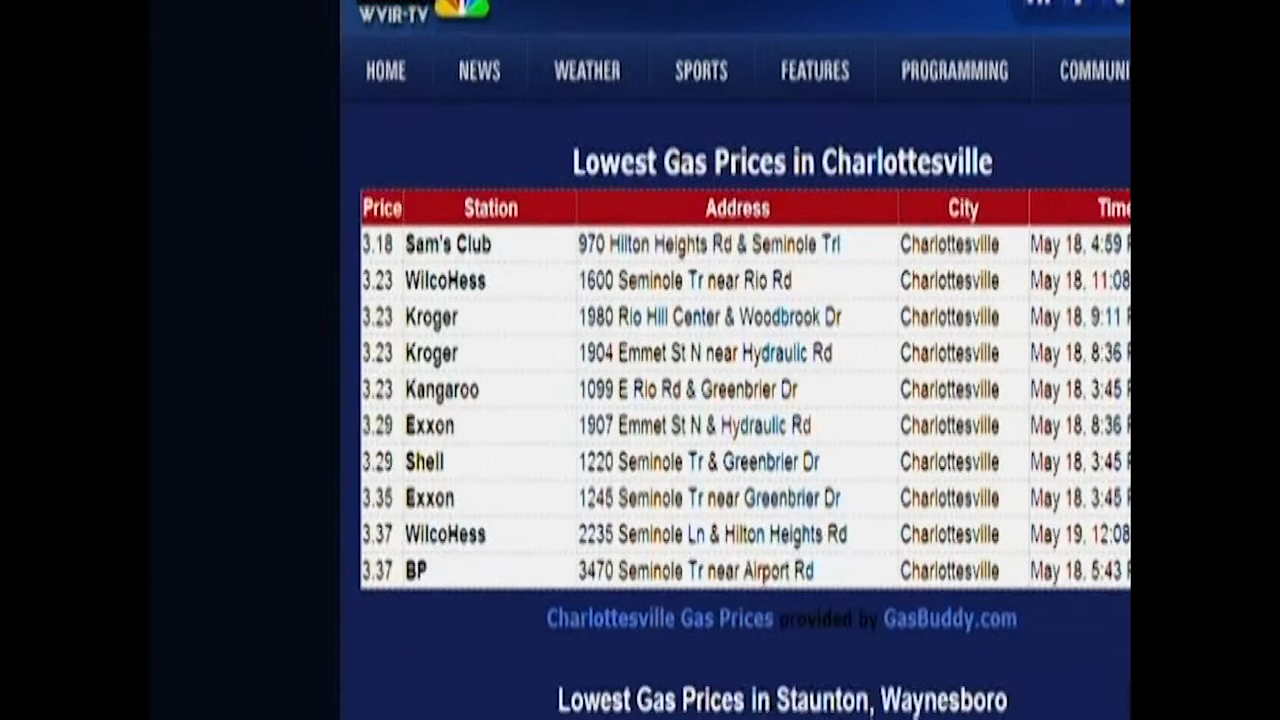 WVIR-TV
HOME NEWS WEATHER SPORTS FEATURES PROGRAMMING COMMUNI
Lowest Gas Prices in Charlottesville
Price Station Address City Time
3.18 Sam's Club 970 Hilton Heights Rd & Seminole Trl Charlottesville May 18, 4:59
3.23 WilcoHess 1600 Seminole Tr near Rio Rd Charlottesville May 18, 11:08
3.23 Kroger 1980 Rio Hill Center & Woodbrook Dr Charlottesville May 18, 9:11
3.23 Kroger 1904 Emmet St N near Hydraulic Rd Charlottesville May 18, 8:36
3.23 Kangaroo 1099 E Rio Rd & Greenbrier Dr Charlottesville May 18, 3:45
3.29 Exxon 1907 Emmet St N & Hydraulic Rd Charlottesville May 18, 8:36
3.29 Shell 1220 Seminole Tr & Greenbrier Dr Charlottesville May 18, 3:45
3.35 Exxon 1245 Seminole Tr near Greenbrier Dr Charlottesville May 18, 3:45
3.37 WilcoHess 2235 Seminole Ln & Hilton Heights Rd Charlottesville May 19, 12:08
3.37 BP 3470 Seminole Tr near Airport Rd Charlottesville May 18, 5:43
Charlottesville Gas Prices provided by GasBuddy.com
Lowest Gas Prices in Staunton, Waynesboro